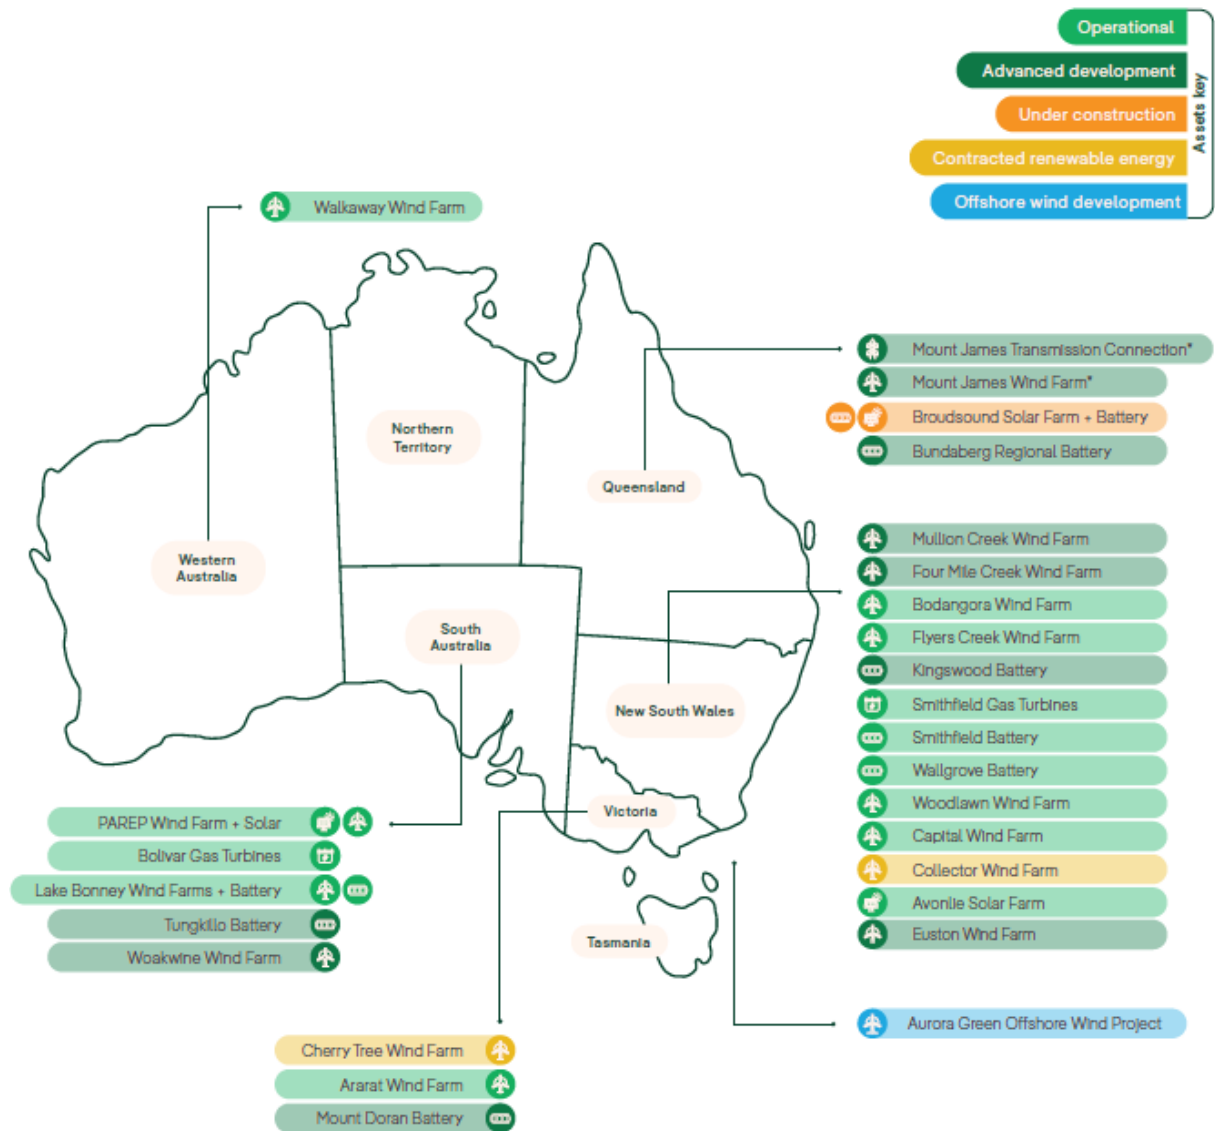 Operational
Advanced development
Under construction
Contracted renewable energy
Offshore wind development
Assets key
Walkaway Wind Farm
Mount James Transmission Connection*
Mount James Wind Farm*
Broudsound Solar Farm + Battery
Bundaberg Regional Battery
Northern
Territory
Queensland
Western
Australia
South
Australia
New South Wales
Victoria
Tasmania
Mullion Creek Wind Farm
Four Mile Creek Wind Farm
Bodangora Wind Farm
Flyers Creek Wind Farm
Kingswood Battery
Smithfield Gas Turbines
Smithfield Battery
Wallgrove Battery
Woodlawn Wind Farm
Capital Wind Farm
Collector Wind Farm
Avonlie Solar Farm
Euston Wind Farm
PAREP Wind Farm + Solar
Bolivar Gas Turbines
Lake Bonney Wind Farms + Battery
Tungkillo Battery
Woakwine Wind Farm
Aurora Green Offshore Wind Project
Cherry Tree Wind Farm
Ararat Wind Farm
Mount Doran Battery